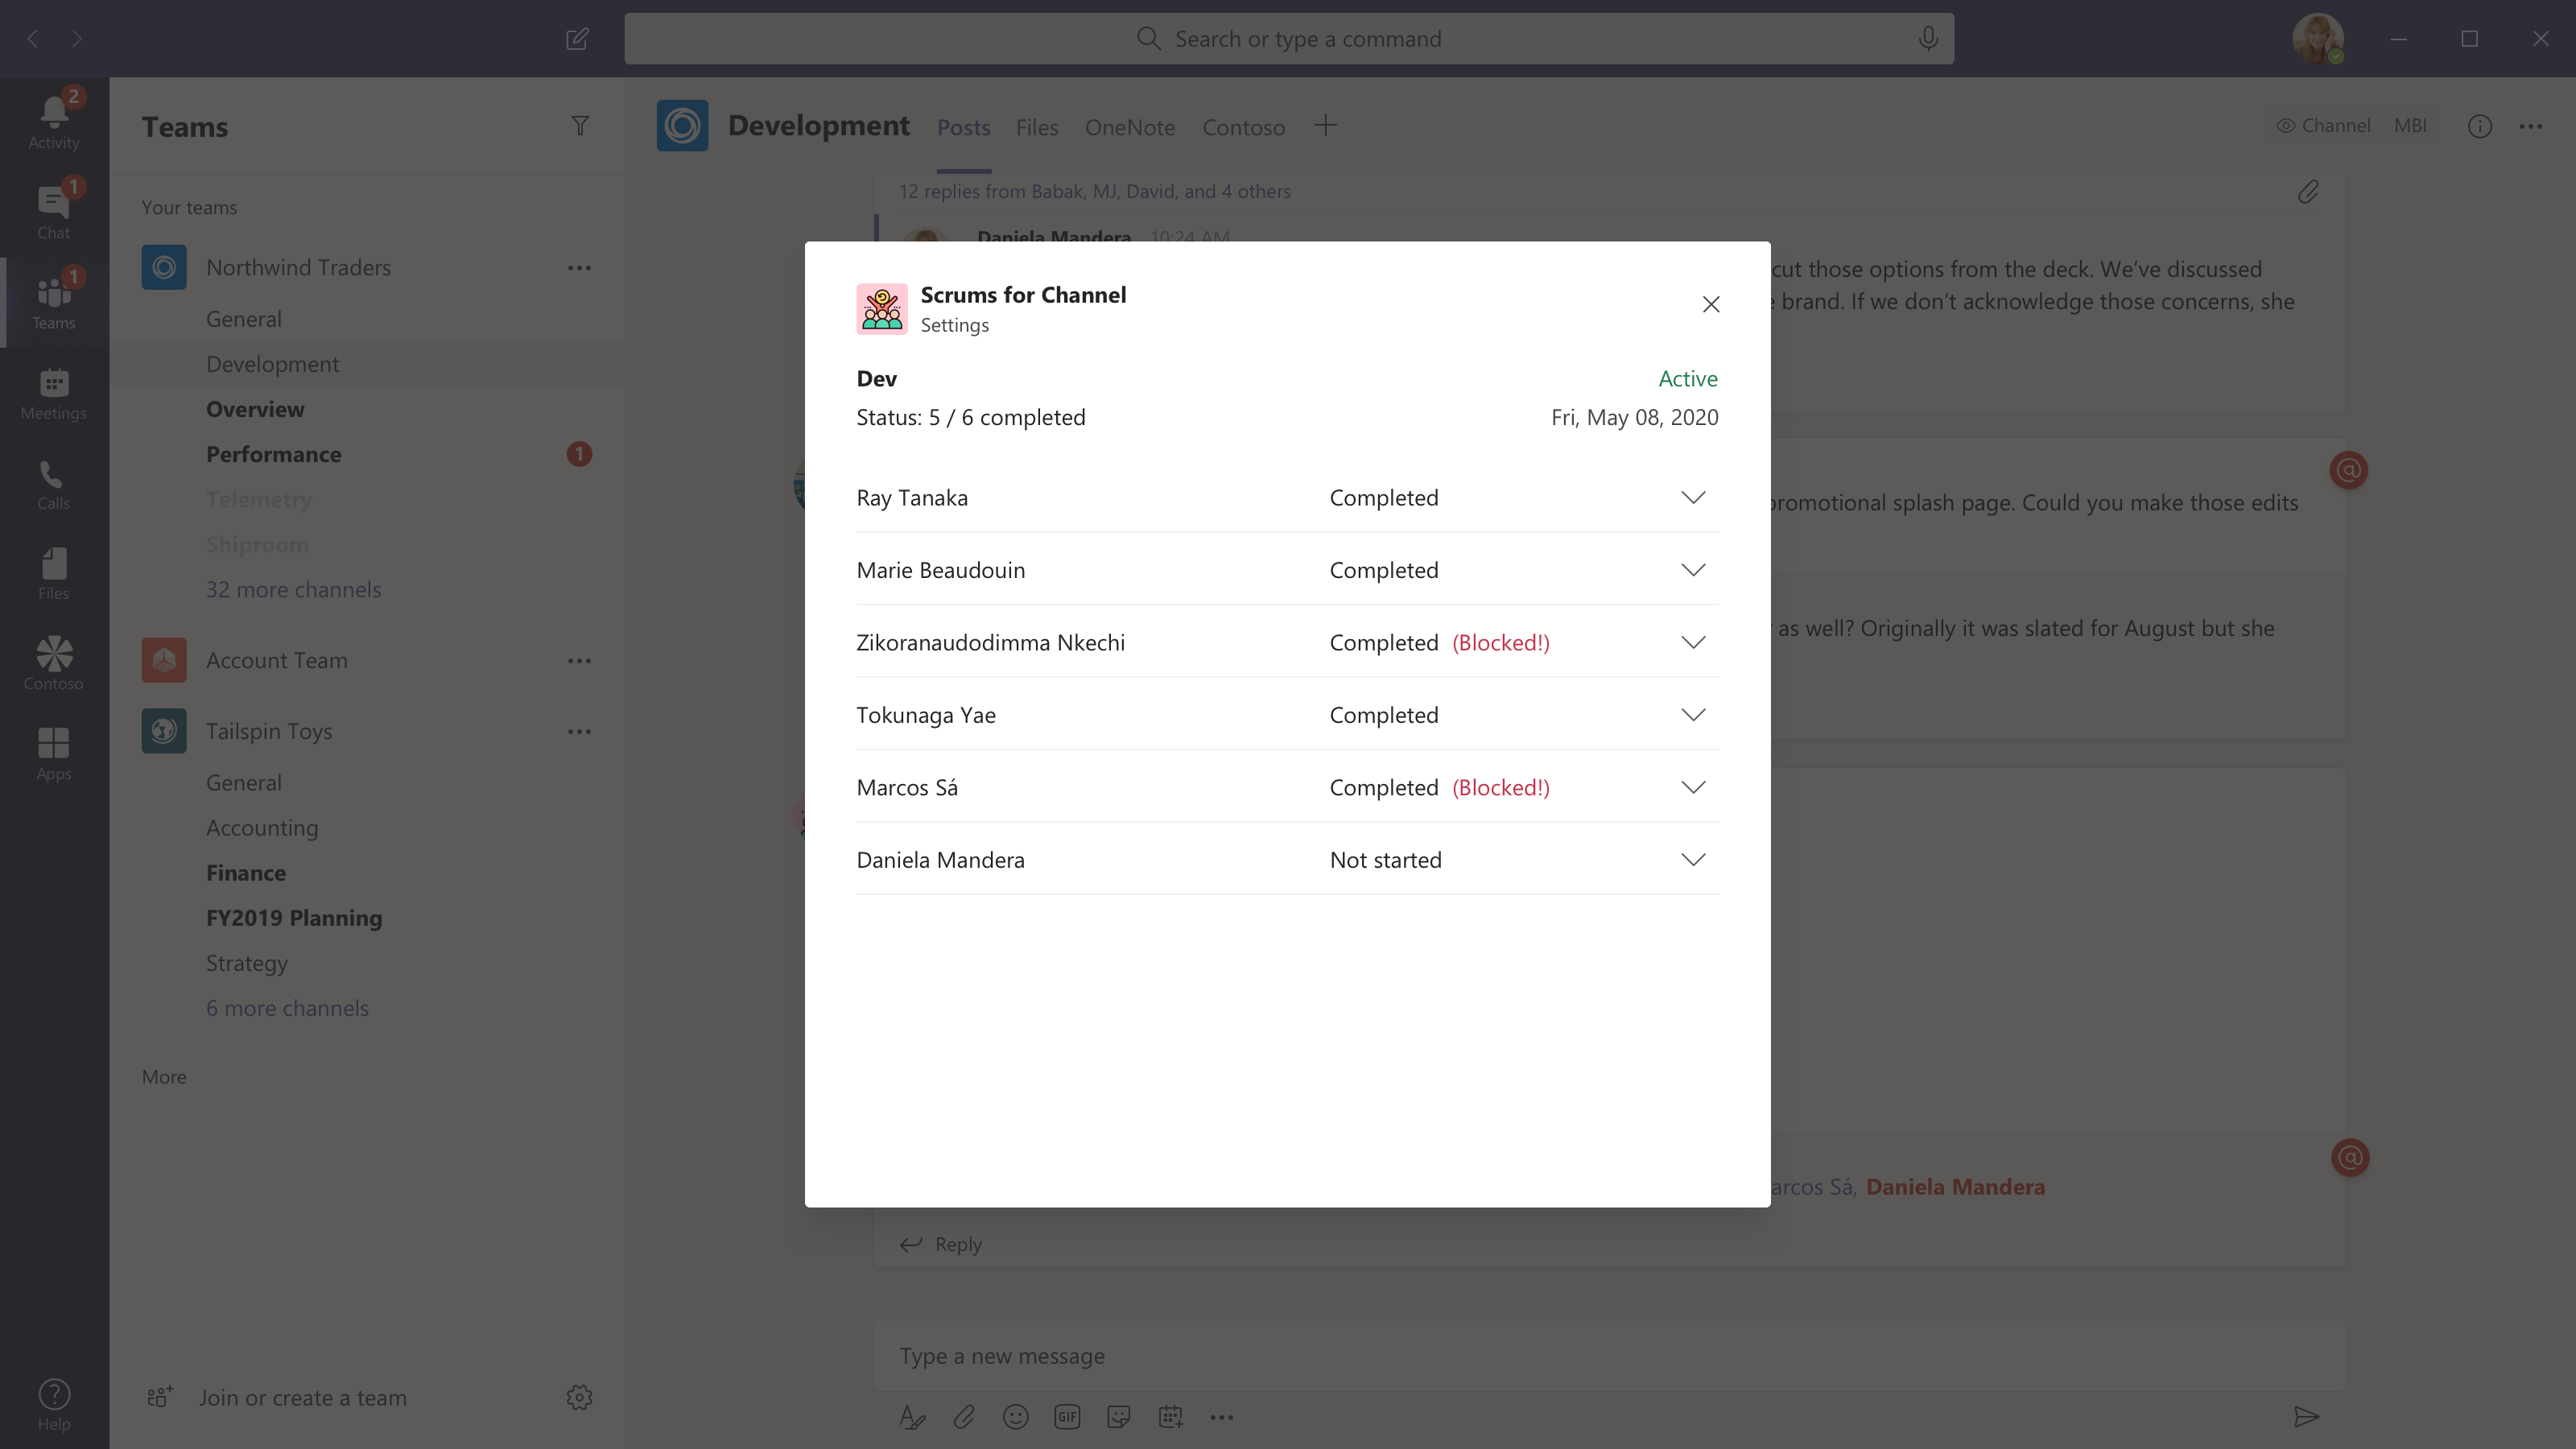 Search or type a command
2
Activity
1
Chat
1
Teams
Meetings
Calls
Files
Contoso
Apps
Help
Teams
Your teams
Northwind Traders
General
Development
Overview
Performance 1
Telemetry
Shiproom
32 more channels
Account Team
Tailspin Toys
General
Accounting
Finance
FY2019 Planning
Strategy
6 more channels
More
Join or create a team
Development Posts Files OneNote Contoso
Channel MBI
12 replies from Babak, MJ, David, and 4 others
Daniela Mandera 10:24 AM
cut those options from the deck. We’ve discussed
brand. If we don’t acknowledge those concerns, she
promotional splash page. Could you make those edits
as well? Originally it was slated for August but she
Scrums for Channel
Settings
Dev Active
Status: 5 / 6 completed Fri, May 08, 2020
Ray Tanaka Completed
Marie Beaudouin Completed
Zikoranaudodimma Nkechi Completed (Blocked!)
Tokunaga Yae Completed
Marcos Sá Completed (Blocked!)
Daniela Mandera Not started
arcos Sá, Daniela Mandera
Reply
Type a new message
GIF